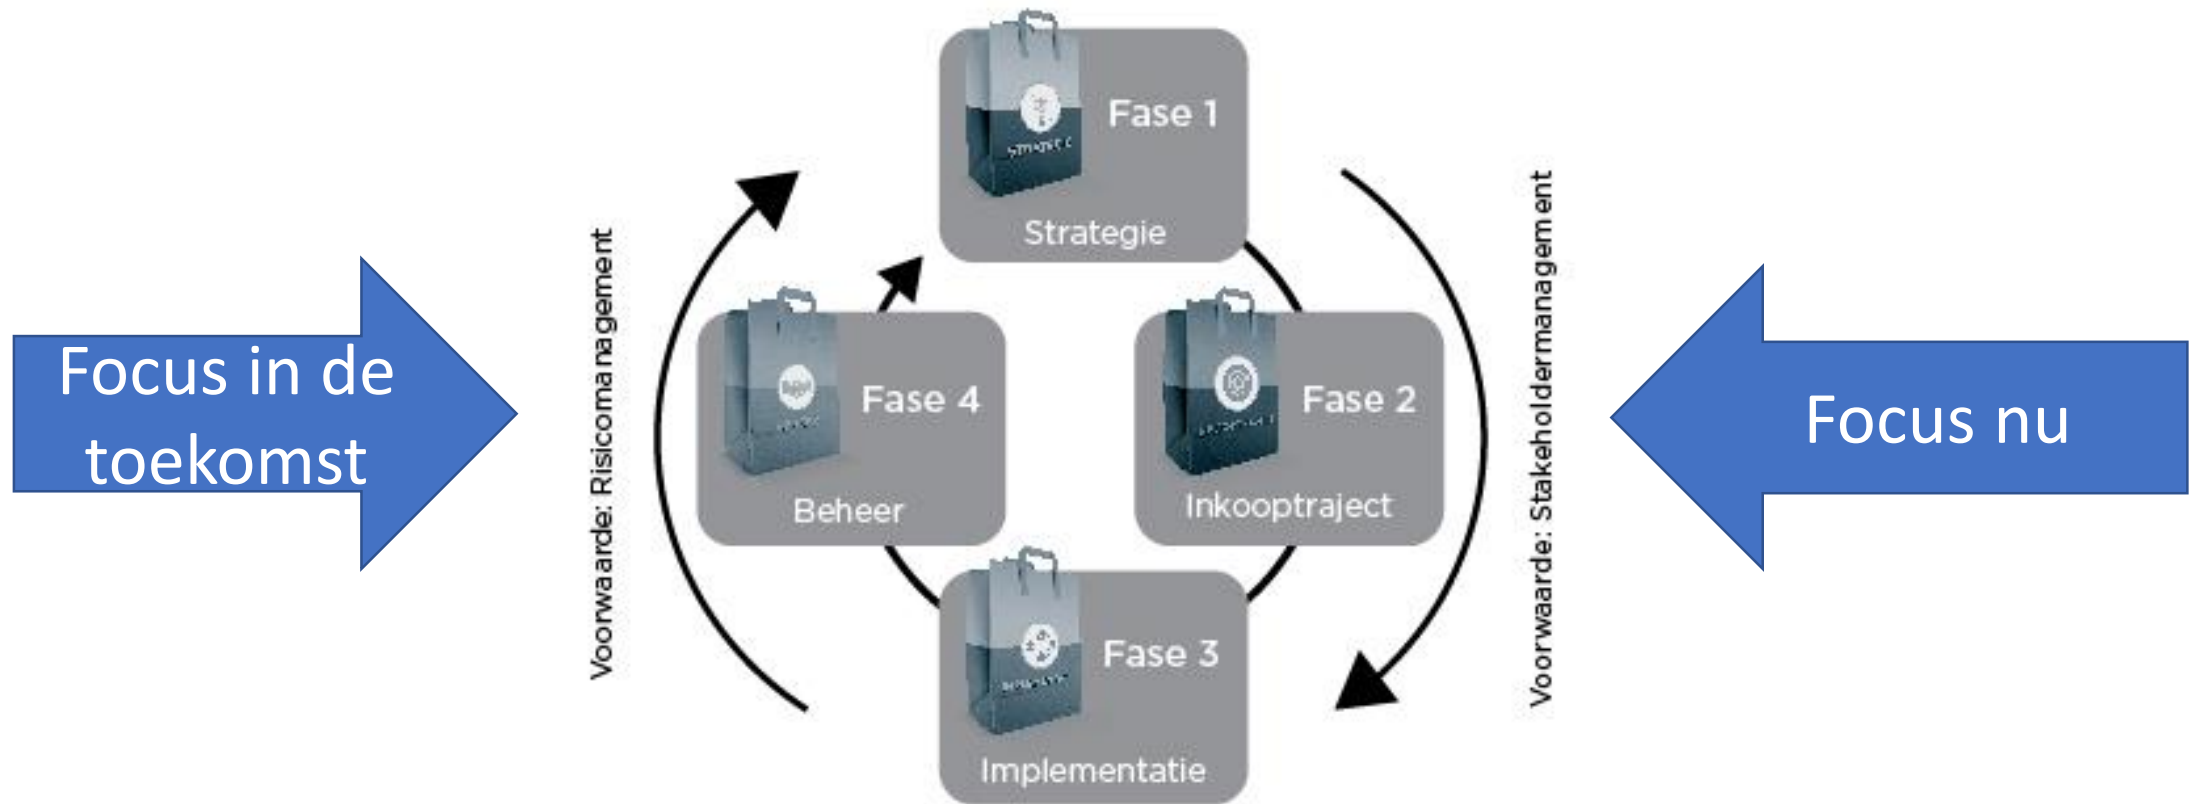 Fase 1
Strategie
Voorwaarde: Risicomanagement
Voorwaarde: Stakeholdermanagement
Focus in de
toekomst
Fase 4
Beheer
Fase 2
Inkooptraject
Focus nu
Fase 3
Implementatie